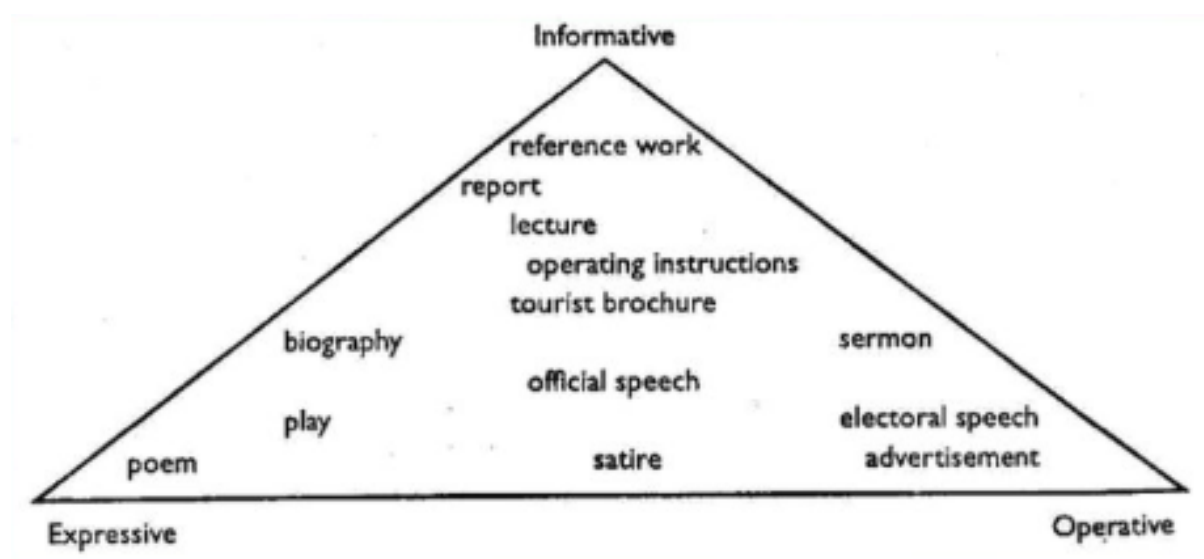 Informative
reference work
report
lecture
operating instructions
tourist brochure
biography
sermon
official speech
play
electoral speech
poem
satire
advertisement
Expressive
Operative